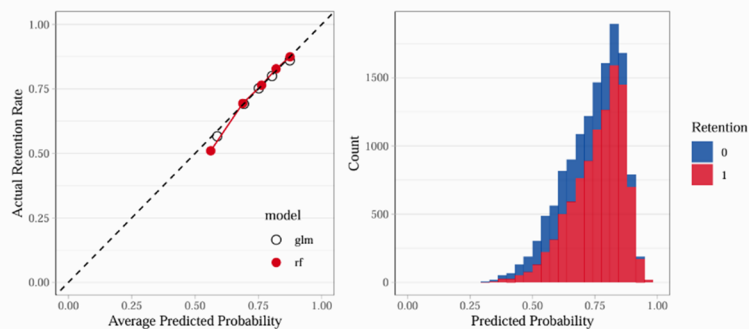 1.00
0.75
0.50
0.25
0.00
Actual Retention Rate
model
glm
rf
0.00
0.25
0.50
0.75
1.00
Average Predicted Probability
1500
1000
500
0
Count
0.00
0.25
0.50
0.75
1.00
Predicted Probability
Retention
0
1